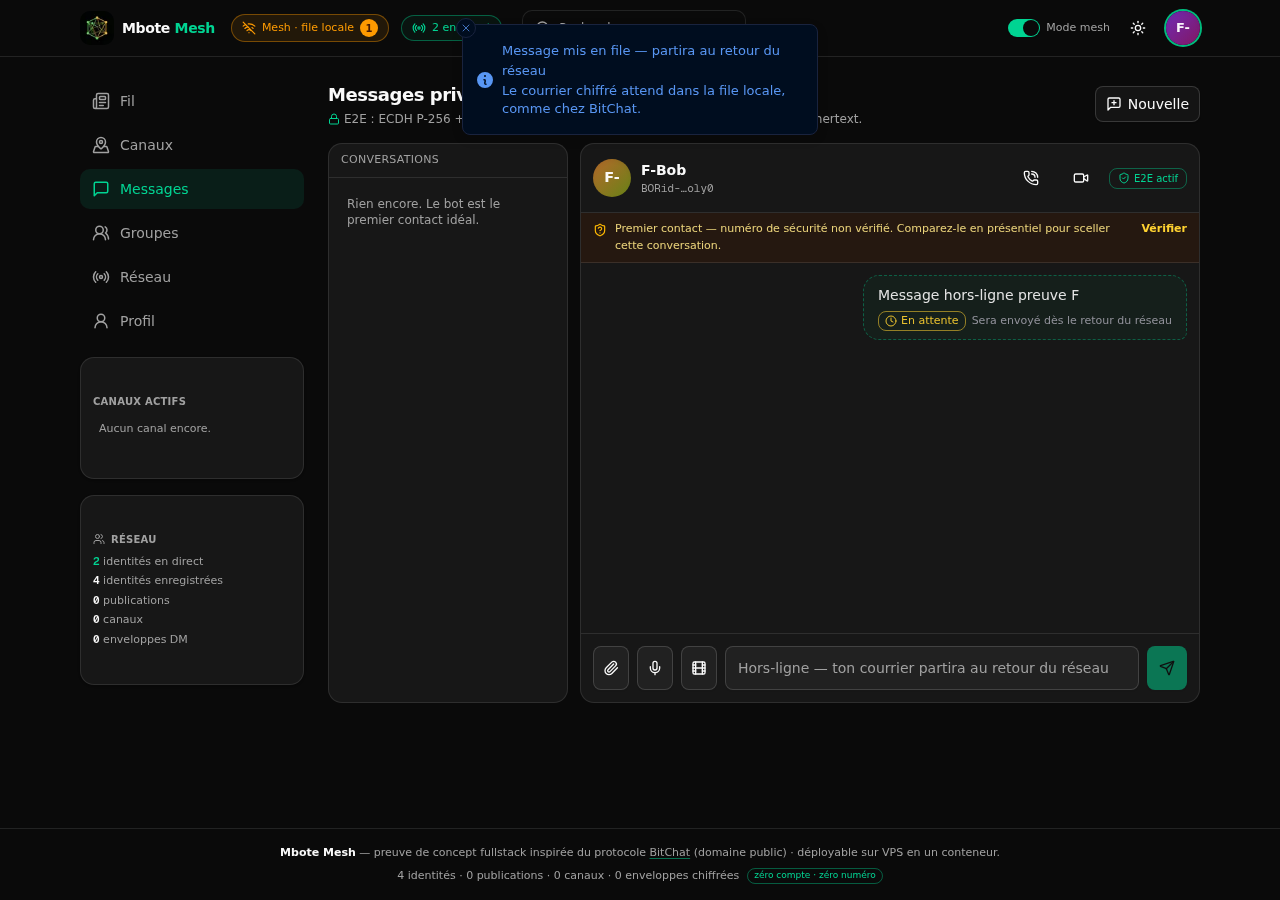 Mbote Mesh
Mesh · file locale 1
2 en
Mode mesh
F-
Message mis en file — partira au retour du
réseau
Le courrier chiffré attend dans la file locale,
comme chez BitChat.
Fil
Canaux
Messages
Groupes
Réseau
Profil
CANAUX ACTIFS
Aucun canal encore.
RÉSEAU
2 identités en direct
4 identités enregistrées
0 publications
0 canaux
0 enveloppes DM
Messages priv
E2E : ECDH P-256 +
hertext.
Nouvelle
CONVERSATIONS
Rien encore. Le bot est le
premier contact idéal.
F-
F-Bob
BORid-…oly0
E2E actif
Premier contact — numéro de sécurité non vérifié. Comparez-le en présentiel pour sceller
cette conversation.
Vérifier
Message hors-ligne preuve F
En attente Sera envoyé dès le retour du réseau
Hors-ligne — ton courrier partira au retour du réseau
Mbote Mesh — preuve de concept fullstack inspirée du protocole BitChat (domaine public) · déployable sur VPS en un conteneur.
4 identités · 0 publications · 0 canaux · 0 enveloppes chiffrées zéro compte · zéro numéro